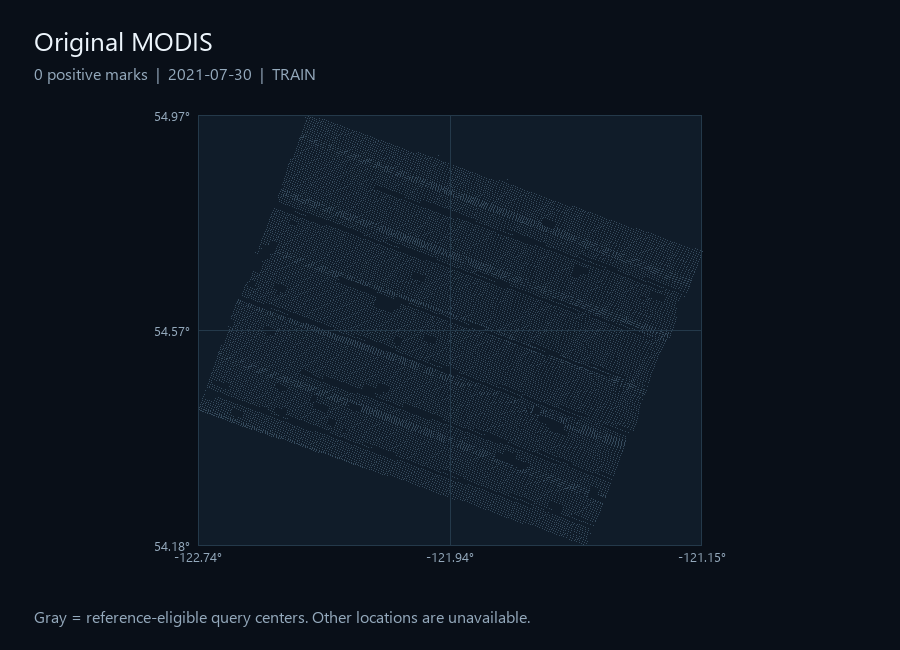 Original MODIS
0 positive marks | 2021-07-30 | TRAIN
54.97°
54.57°
54.18°
-122.74°
-121.94°
-121.15°
Gray = reference-eligible query centers. Other locations are unavailable.